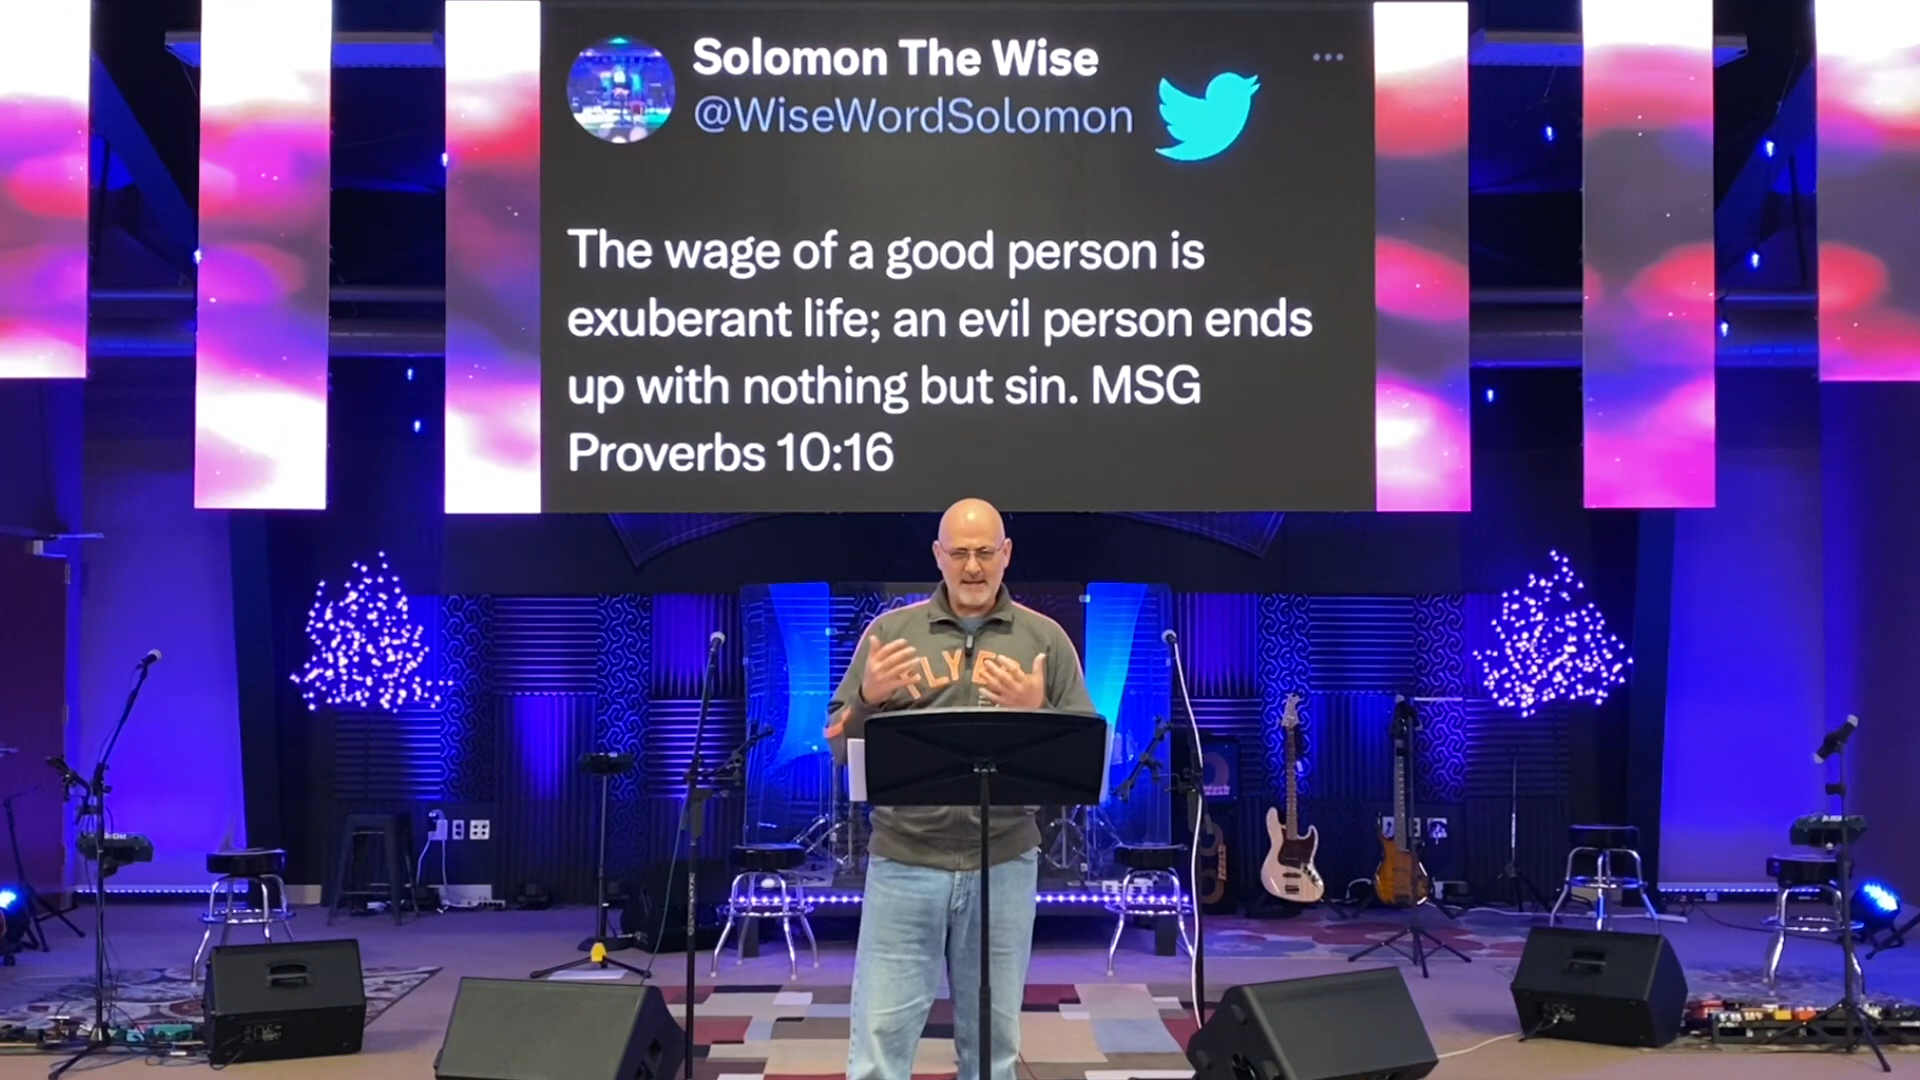 Solomon The Wise
@WiseWordSolomon
The wage of a good person is
exuberant life; an evil person ends
up with nothing but sin. MSG
Proverbs 10:16